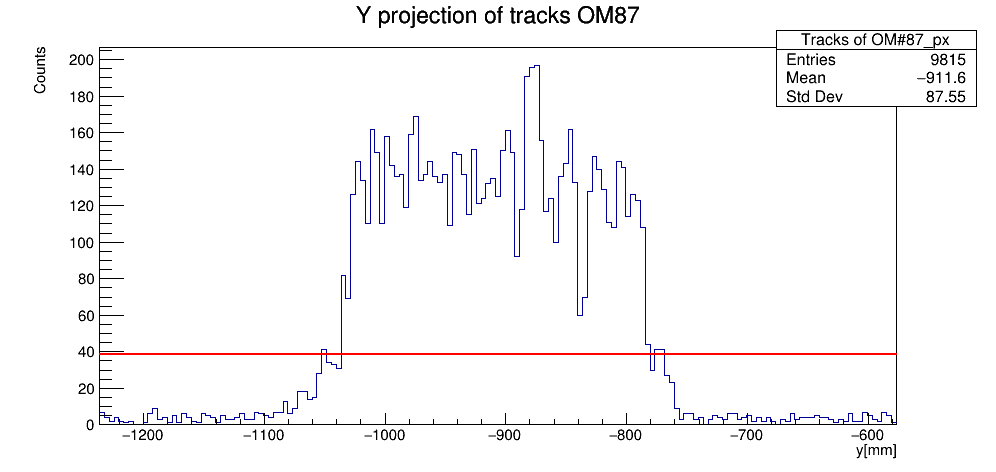 Y projection of tracks OM87
Tracks of OM#87_px
Entries 9815
Mean −911.6
Std Dev 87.55
Counts
200
180
160
140
120
100
80
60
40
20
0
−1200 −1100 −1000 −900 −800 −700 −600
y[mm]